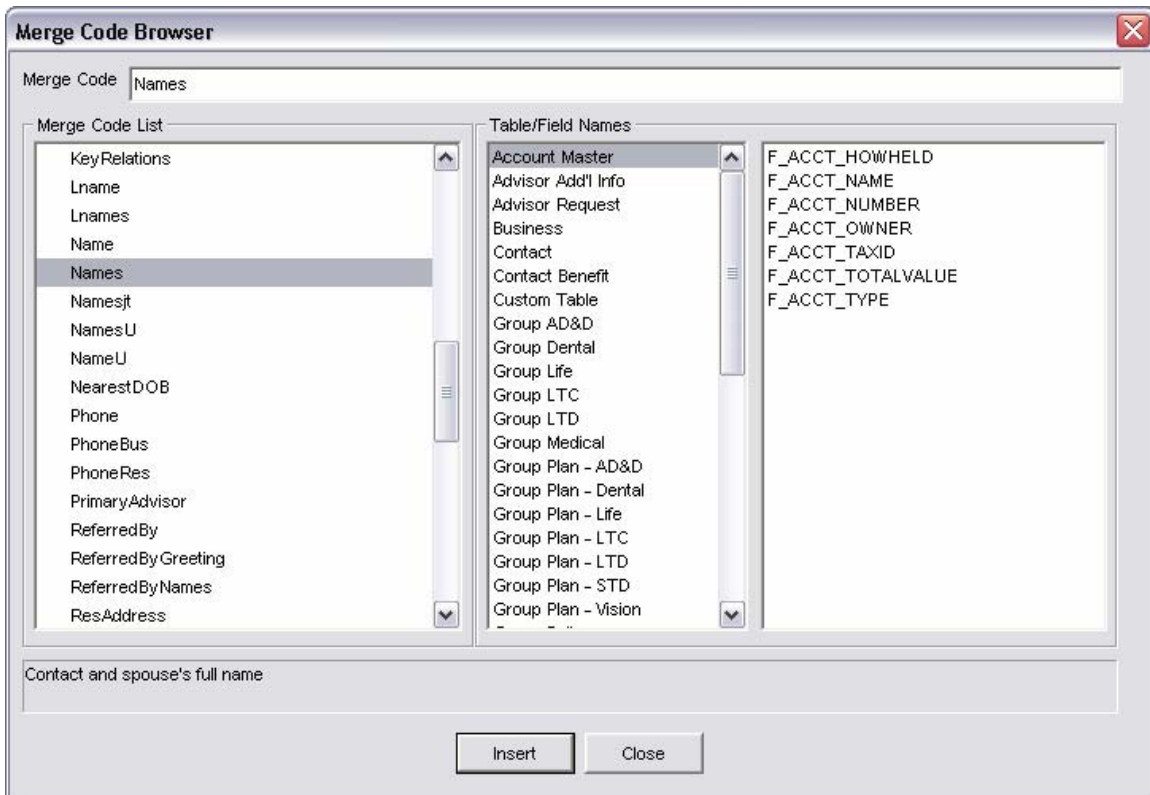 Merge Code Browser
Merge Code
Names
Merge Code List
KeyRelations
Lname
Lnames
Name
Names
Namesjt
NamesU
NameU
NearestDOB
Phone
PhoneBus
PhoneRes
PrimaryAdvisor
ReferredBy
ReferredByGreeting
ReferredByNames
ResAddress
Table/Field Names
Account Master
Advisor Add'l Info
Advisor Request
Business
Contact
Contact Benefit
Custom Table
Group AD&D
Group Dental
Group Life
Group LTC
Group LTD
Group Medical
Group Plan - AD&D
Group Plan - Dental
Group Plan - Life
Group Plan - LTC
Group Plan - LTD
Group Plan - STD
Group Plan - Vision
F_ACCT_HOWHELD
F_ACCT_NAME
F_ACCT_NUMBER
F_ACCT_OWNER
F_ACCT_TAXID
F_ACCT_TOTALVALUE
F_ACCT_TYPE
Contact and spouse's full name
Insert
Close